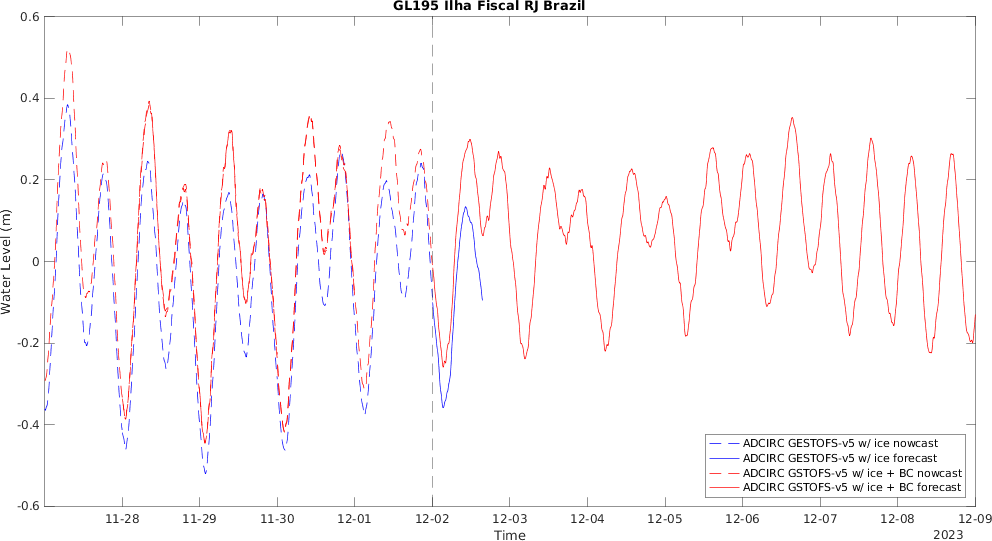 GL195 Ilha Fiscal RJ Brazil
0.6
0.4
0.2
0
-0.2
-0.4
-0.6
Water Level (m)
ADCIRC GESTOFS-v5 w/ ice nowcast
ADCIRC GESTOFS-v5 w/ ice forecast
ADCIRC GSTOFS-v5 w/ ice + BC nowcast
ADCIRC GSTOFS-v5 w/ ice + BC forecast
11-28 11-29 11-30 12-01 12-02 12-03 12-04 12-05 12-06 12-07 12-08 12-09
Time
2023